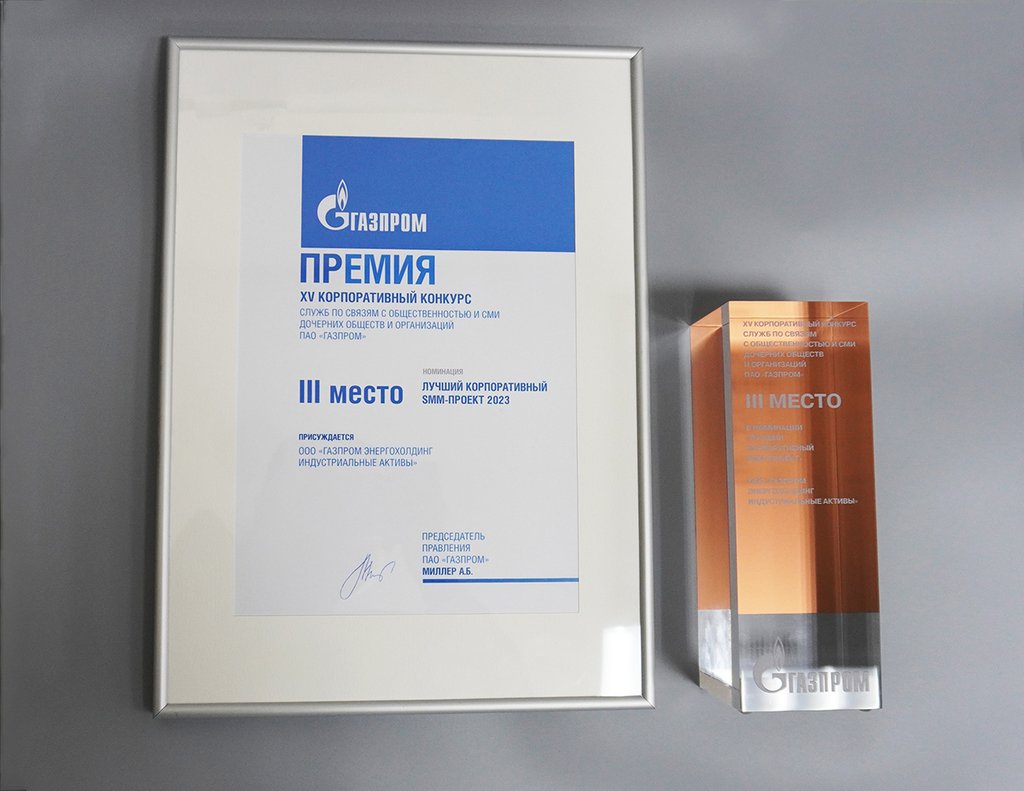 ГАЗПРОМ
ПРЕМИЯ
XV КОРПОРАТИВНЫЙ КОНКУРС
СЛУЖБ ПО СВЯЗЯМ С ОБЩЕСТВЕННОСТЬЮ И СМИ
ДОЧЕРНИХ ОБЩЕСТВ И ОРГАНИЗАЦИЙ
ПАО «ГАЗПРОМ»
III место
НОМИНАЦИЯ
ЛУЧШИЙ КОРПОРАТИВНЫЙ
SMM-ПРОЕКТ 2023
ПРИСУЖДАЕТСЯ
ООО «ГАЗПРОМ ЭНЕРГОХОЛДИНГ
ИНДУСТРИАЛЬНЫЕ АКТИВЫ»
ПРЕДСЕДАТЕЛЬ
ПРАВЛЕНИЯ
ПАО «ГАЗПРОМ»
МИЛЛЕР А.Б.
XV КОРПОРАТИВНЫЙ КОНКУРС
СЛУЖБ ПО СВЯЗЯМ
С ОБЩЕСТВЕННОСТЬЮ И СМИ
ДОЧЕРНИХ ОБЩЕСТВ
И ОРГАНИЗАЦИЙ
ПАО «ГАЗПРОМ»
III МЕСТО
В НОМИНАЦИИ
ИНДУСТРИАЛЬНЫЕ АКТИВЫ»
ГАЗПРОМ